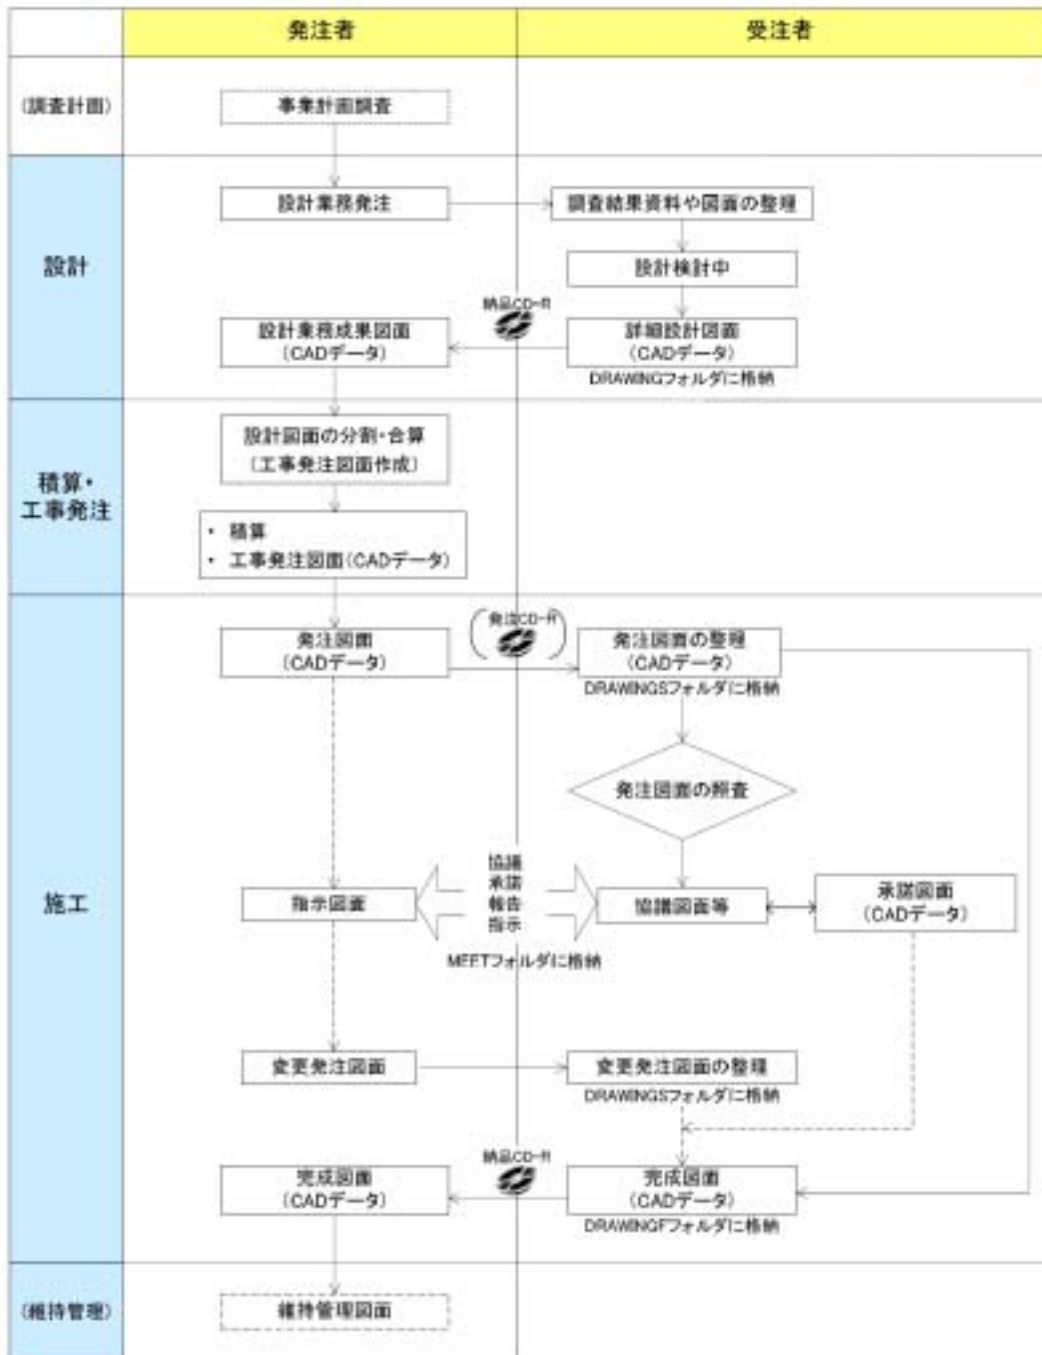 発注者
受注者
(調査計画)
事業計画調査
設計
設計業務発注
調査結果資料や図面の整理
設計検討中
納品CD-R
設計業務成果図面
(CADデータ)
詳細設計図面
(CADデータ)
DRAWINGフォルダに格納
積算・
工事発注
設計図面の分割・合算
(工事発注図面作成)
・ 積算
・ 工事発注図面(CADデータ)
施工
発注図面
(CADデータ)
(発注CD-R)
発注図面の整理
(CADデータ)
DRAWINGSフォルダに格納
発注図面の照査
指示図面
協議
承諾
報告
指示
協議図面等
承諾図面
(CADデータ)
MEETフォルダに格納
変更発注図面
変更発注図面の整理
DRAWINGSフォルダに格納
納品CD-R
完成図面
(CADデータ)
完成図面
(CADデータ)
DRAWINGFフォルダに格納
(維持管理)
維持管理図面